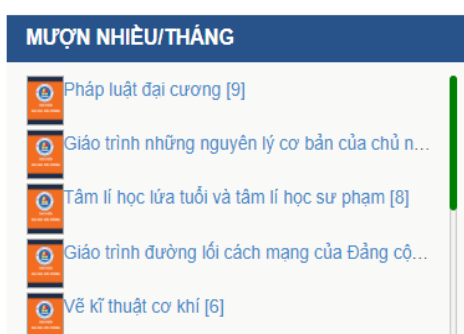 MƯỢN NHIỀU/THÁNG
Pháp luật đại cương [9]
Giáo trình những nguyên lý cơ bản của chủ n...
Tâm lí học lứa tuổi và tâm lí học sư phạm [8]
Giáo trình đường lối cách mạng của Đảng cộ...
Vẽ kĩ thuật cơ khí [6]